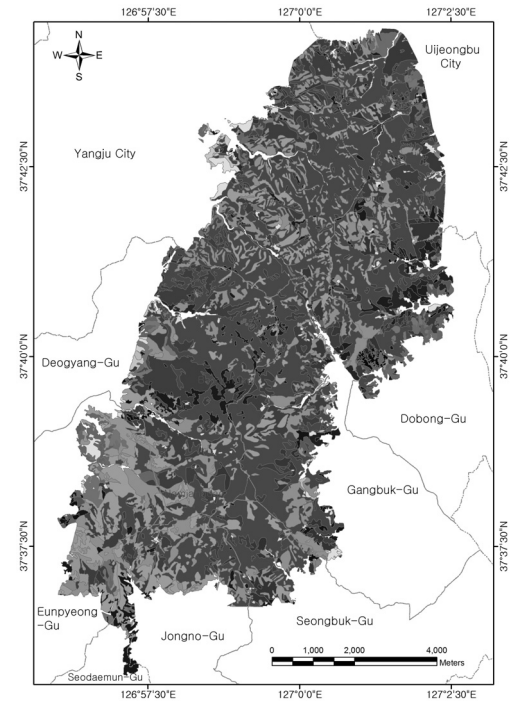 126°57'30"E
127°0'0"E
127°2'30"E
N
W E
S
Uijeongbu
City
Yangju City
37°42'30"N
37°42'30"N
37°40'0"N
37°40'0"N
Deogyang-Gu
Dobong-Gu
Gangbuk-Gu
37°37'30"N
37°37'30"N
Eunpyeong
-Gu
Jongno-Gu
Seongbuk-Gu
0 1,000 2,000 4,000
Meters
Seodaemun-Gu
126°57'30"E
127°0'0"E
127°2'30"E